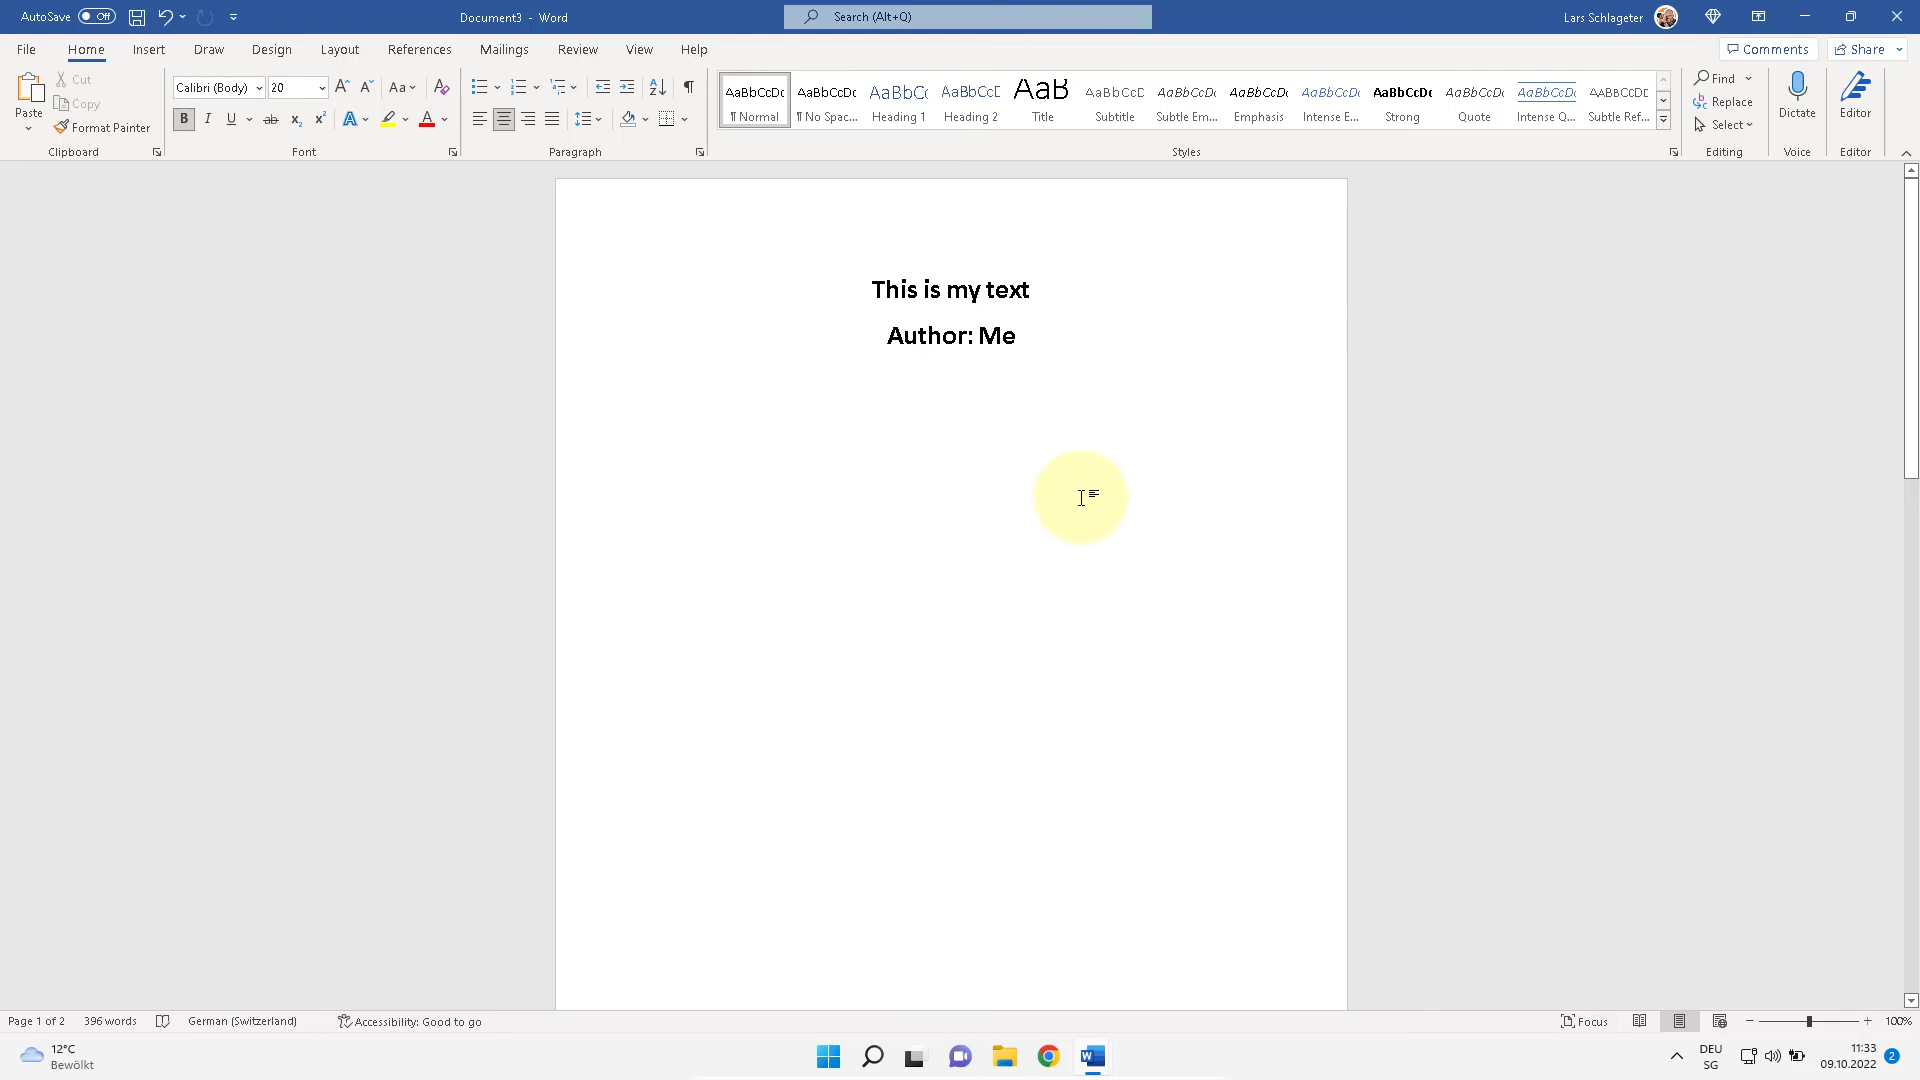 AutoSave Off Document3 - Word Search (Alt+Q) Lars Schlageter
File Home Insert Draw Design Layout References Mailings Review View Help Comments Share
Paste
Cut
Copy
Format Painter
Clipboard
Calibri (Body) 20
Font
Paragraph
AaBbCcDc AaBbCcDc AaBbCc AaBbCcD AaB AaBbCcD AaBbCcDc AaBbCcDc AaBbCcDc AaBbCcDc AaBbCcDc AaBbCcDc AABBCCDE
¶ Normal ¶ No Spac... Heading 1 Heading 2 Title Subtitle Subtle Em... Emphasis Intense E... Strong Quote Intense Q... Subtle Ref...
Styles
Find
Replace
Select
Editing
Dictate
Voice
Editor
Editor
This is my text
Author: Me
Page 1 of 2 396 words German (Switzerland) Accessibility: Good to go Focus 100%
12°C
Bewölkt
DEU
SG
11:33
09.10.2022
2